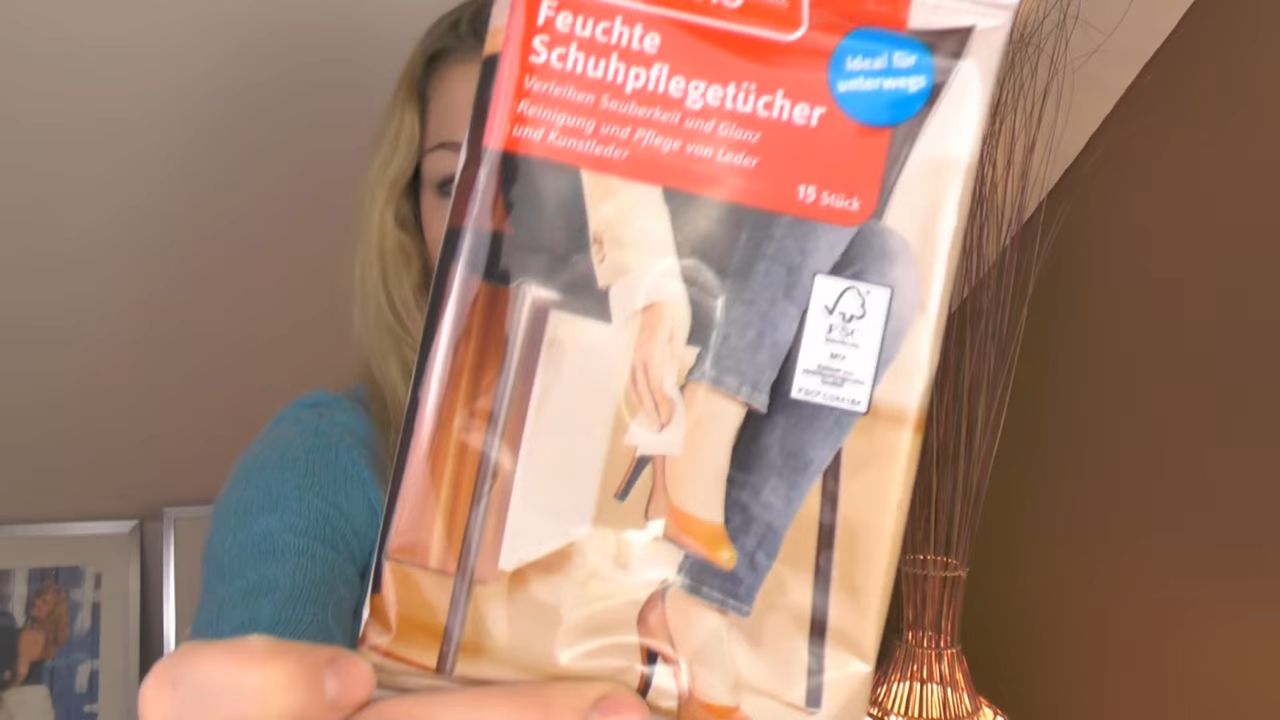 Feuchte
Schuhpflegetücher
Verleihen Sauberkeit und Glanz
Reinigung und Pflege von Leder
und Kunstleder
15 Stück
Ideal für
unterwegs
FSC